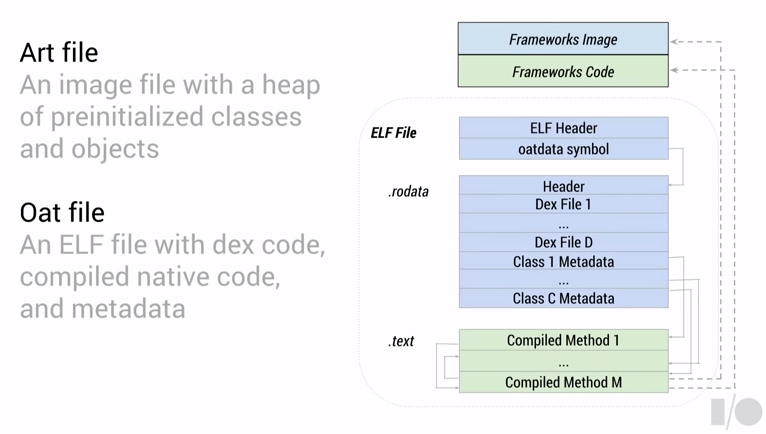 Art file
An image file with a heap
of preinitialized classes
and objects
Oat file
An ELF file with dex code,
compiled native code,
and metadata
Frameworks Image
Frameworks Code
ELF File
ELF Header
oatdata symbol
.rodata
Header
Dex File 1
...
Dex File D
Class 1 Metadata
...
Class C Metadata
.text
Compiled Method 1
...
Compiled Method M
I/O